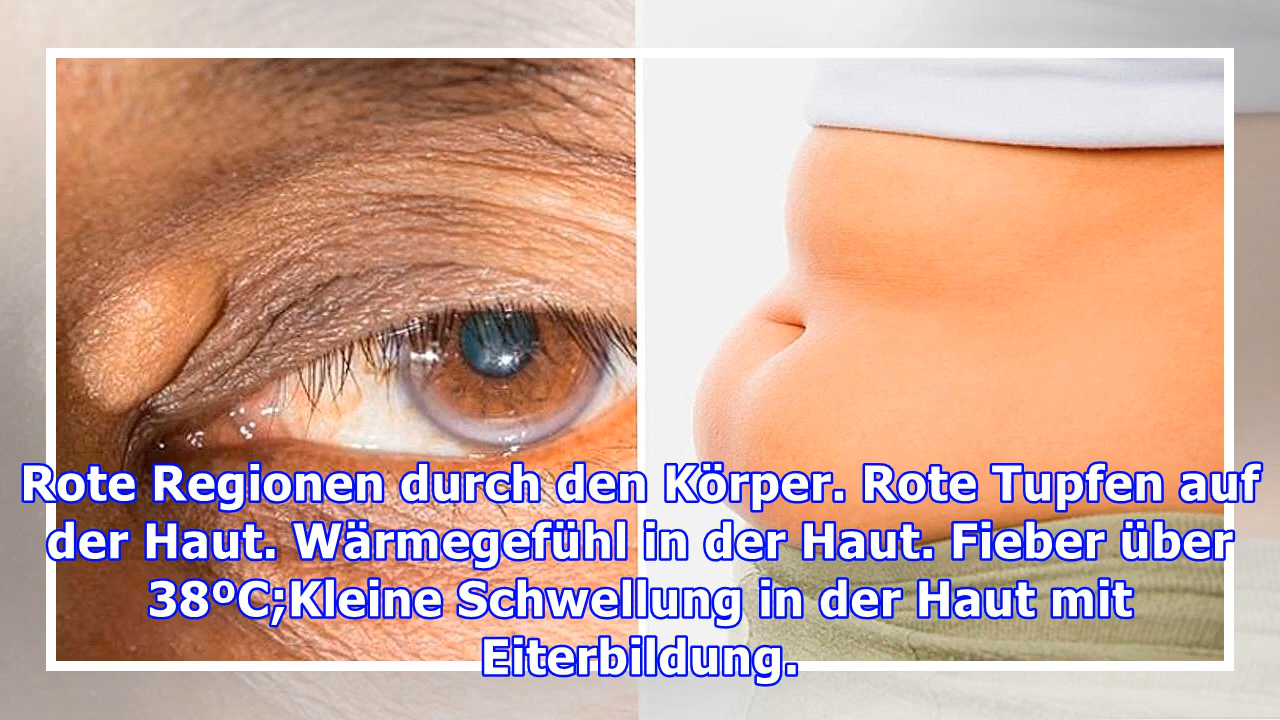 Rote Regionen durch den Körper. Rote Tupfen auf
der Haut. Wärmegefühl in der Haut. Fieber über
38ºC;Kleine Schwellung in der Haut mit
Eiterbildung.